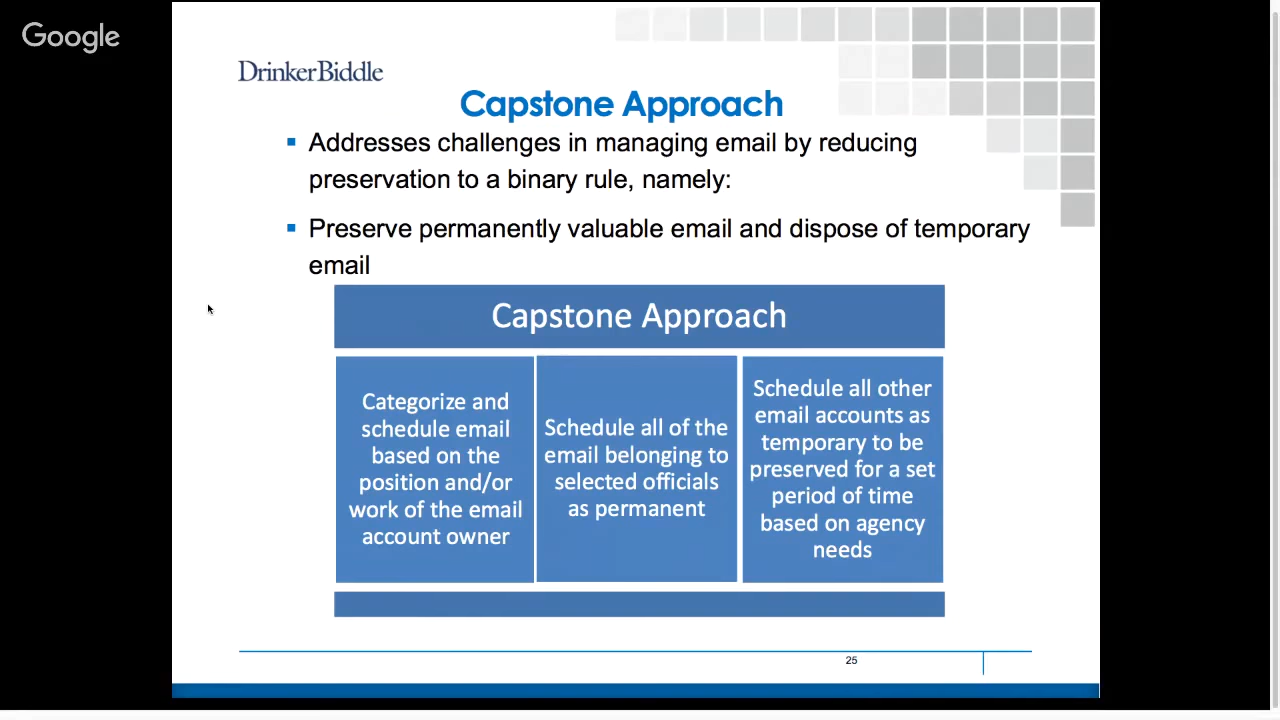 Google
DrinkerBiddle
Capstone Approach
Addresses challenges in managing email by reducing
preservation to a binary rule, namely:
Preserve permanently valuable email and dispose of temporary
email
Capstone Approach
Categorize and
schedule email
based on the
position and/or
work of the email
account owner
Schedule all of the
email belonging to
selected officials
as permanent
Schedule all other
email accounts as
temporary to be
preserved for a set
period of time
based on agency
needs
25